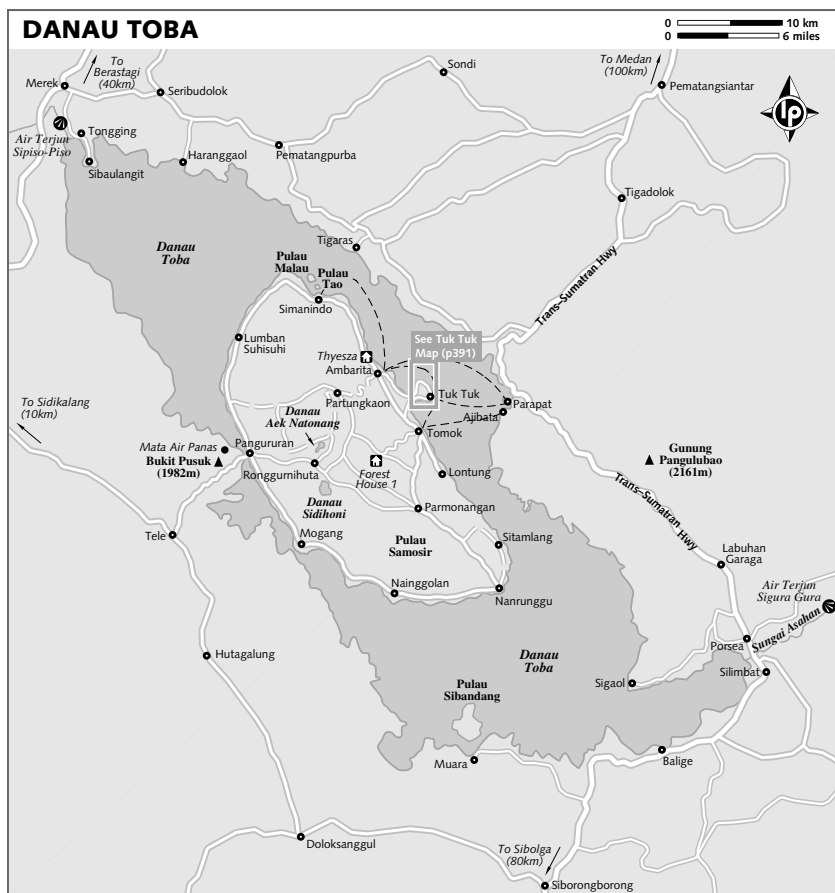 DANAU TOBA
0 10 km
0 6 miles
To
Berastagi
(40km)
Merek
Seribudolok
Sondi
To Medan
(100km)
Pematangsiantar
lp
Tongging
Air Terjun
Sipiso-Piso
Sibaulangit
Haranggaol
Pematangpurba
Tigadolok
Danau
Toba
Tigaras
Pulau
Malau
Pulau
Tao
Simanindo
Trans-Sumatran Hwy
Lumban
Suhisuhi
See Tuk Tuk
Map (p391)
Thyesza
Ambarita
Tuk Tuk
Parapat
Ajibata
Partungkaon
To Sidikalang
(10km)
Danau
Aek Natonang
Tomok
Mata Air Panas
Pangururan
Bukit Pusuk
(1982m)
Ronggurnihuta
Forest
House 1
Lontung
Gunung
Pangulubao
(2161m)
Danau
Sidihoni
Parmonangan
Trans-Sumatran Hwy
Tele
Mogang
Pulau
Samosir
Sitamlang
Labuhan
Garaga
Nainggolan
Nanrunggu
Air Terjun
Sigura Gura
Sungai Asahan
Porsea
Hutagalung
Danau
Toba
Silimbat
Sigaol
Pulau
Sibandang
Muara
Balige
Doloksanggul
To Sibolga
(80km)
Siborongborong